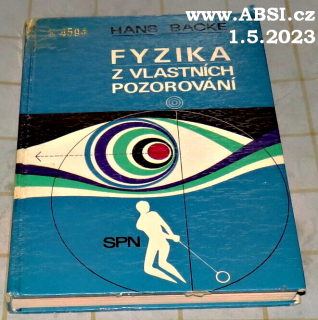 www.ABSI.cz
1.5.2023
HANS BACKE
FYZIKA
Z VLASTNÍCH
POZOROVÁNÍ
SPN